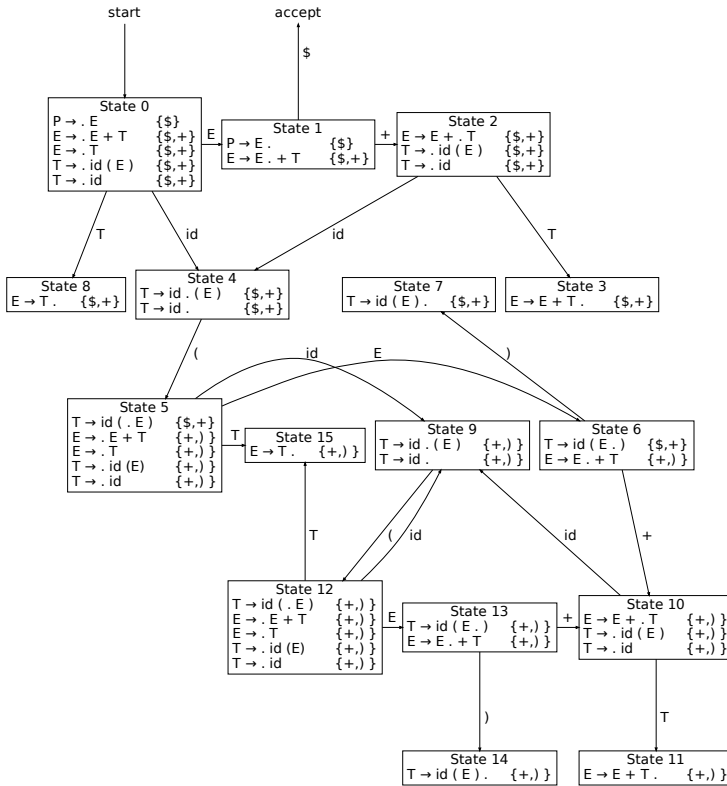 start
accept
$
State 0
P → . E {$}
E → . E + T {$,+}
E → . T {$,+}
T → . id ( E ) {$,+}
T → . id {$,+}
E
State 1
P → E . {$}
E → E . + T {$,+}
+
State 2
E → E + . T {$,+}
T → . id ( E ) {$,+}
T → . id {$,+}
T
id
id
T
State 8
E → T . {$,+}
State 4
T → id . ( E ) {$,+}
T → id . {$,+}
State 7
T → id ( E ) . {$,+}
State 3
E → E + T . {$,+}
(
id
E
)
State 5
T → id ( . E ) {$,+}
E → . E + T {+,) }
E → . T {+,) }
T → . id (E) {+,) }
T → . id {+,) }
T
State 15
E → T . {+,) }
State 9
T → id . ( E ) {+,) }
T → id . {+,) }
State 6
T → id ( E . ) {$,+}
E → E . + T {+,) }
T
(
id
id
+
State 12
T → id ( . E ) {+,) }
E → . E + T {+,) }
E → . T {+,) }
T → . id (E) {+,) }
T → . id {+,) }
E
State 13
T → id ( E . ) {+,) }
E → E . + T {+,) }
+
State 10
E → E + . T {+,) }
T → . id ( E ) {+,) }
T → . id {+,) }
)
T
State 14
T → id ( E ) . {+,) }
State 11
E → E + T . {+,) }